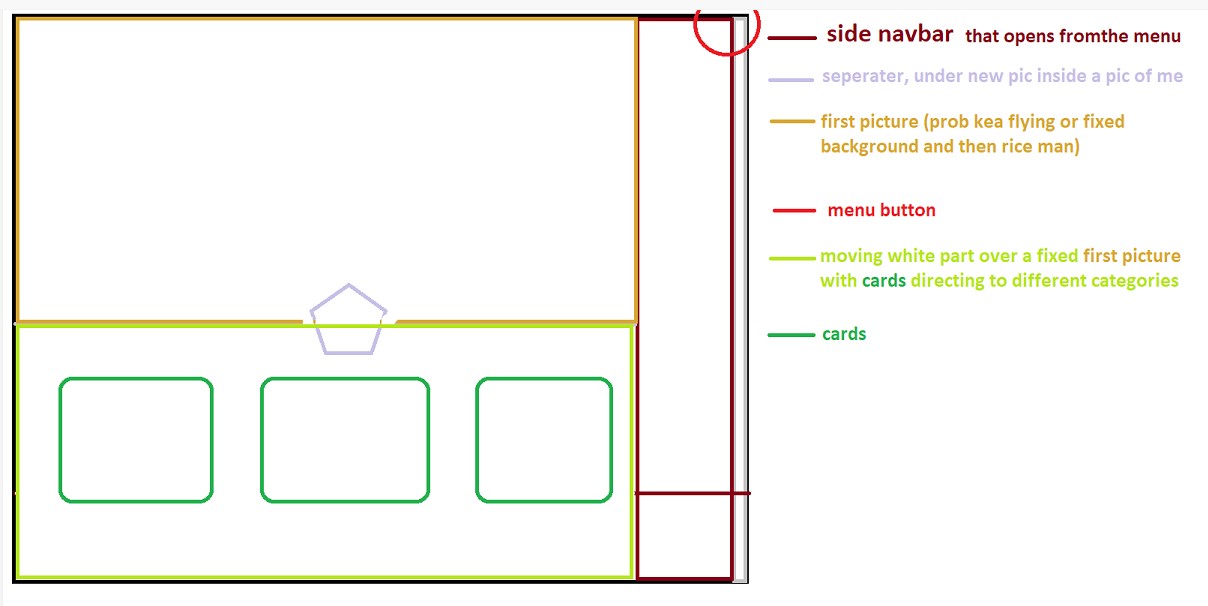 side navbar that opens fromthe menu
seperater, under new pic inside a pic of me
first picture (prob kea flying or fixed
background and then rice man)
menu button
moving white part over a fixed first picture
with cards directing to different categories
cards